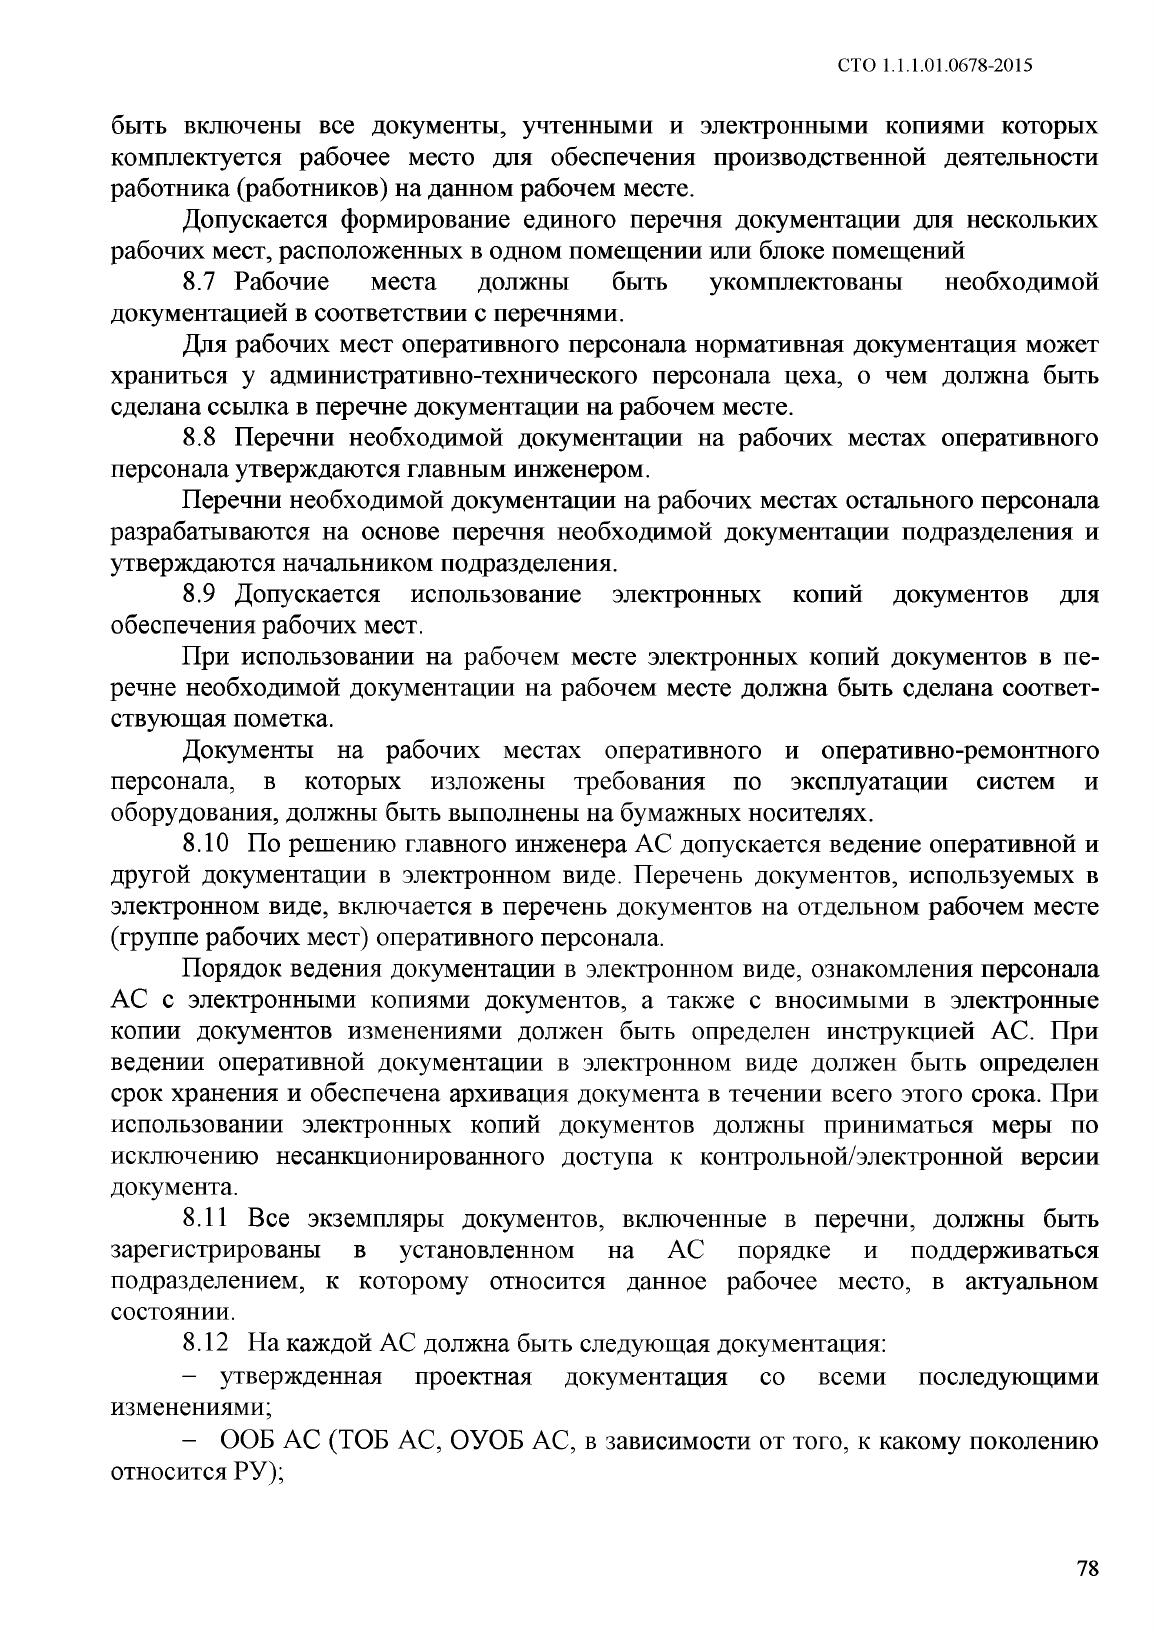 СТО 1.1.1.01.0678-2015
быть включены все документы, учтенными и электронными копиями которых
комплектуется рабочее место для обеспечения производственной деятельности
работника (работников) на данном рабочем месте.
Допускается формирование единого перечня документации для нескольких
рабочих мест, расположенных в одном помещении или блоке помещений
8.7 Рабочие места должны быть укомплектованы необходимой
документацией в соответствии с перечнями.
Для рабочих мест оперативного персонала нормативная документация может
храниться у административно-технического персонала цеха, о чем должна быть
сделана ссылка в перечне документации на рабочем месте.
8.8 Перечни необходимой документации на рабочих местах оперативного
персонала утверждаются главным инженером.
Перечни необходимой документации на рабочих местах остального персонала
разрабатываются на основе перечня необходимой документации подразделения и
утверждаются начальником подразделения.
8.9 Допускается использование электронных копий документов для
обеспечения рабочих мест.
При использовании на рабочем месте электронных копий документов в пе-
речне необходимой документации на рабочем месте должна быть сделана соответ-
ствующая пометка.
Документы на рабочих местах оперативного и оперативно-ремонтного
персонала, в которых изложены требования по эксплуатации систем и
оборудования, должны быть выполнены на бумажных носителях.
8.10 По решению главного инженера АС допускается ведение оперативной и
другой документации в электронном виде. Перечень документов, используемых в
электронном виде, включается в перечень документов на отдельном рабочем месте
(группе рабочих мест) оперативного персонала.
Порядок ведения документации в электронном виде, ознакомления персонала
АС с электронными копиями документов, а также с вносимыми в электронные
копии документов изменениями должен быть определен инструкцией АС. При
ведении оперативной документации в электронном виде должен быть определен
срок хранения и обеспечена архивация документа в течении всего этого срока. При
использовании электронных копий документов должны приниматься меры по
исключению несанкционированного доступа к контрольной/электронной версии
документа.
8.11 Все экземпляры документов, включенные в перечни, должны быть
зарегистрированы в установленном на АС порядке и поддерживаться
подразделением, к которому относится данное рабочее место, в актуальном
состоянии.
8.12 На каждой АС должна быть следующая документация:
– утвержденная проектная документация со всеми последующими
изменениями;
– ООБ АС (ТОБ АС, ОУОБ АС, в зависимости от того, к какому поколению
относится РУ);
78